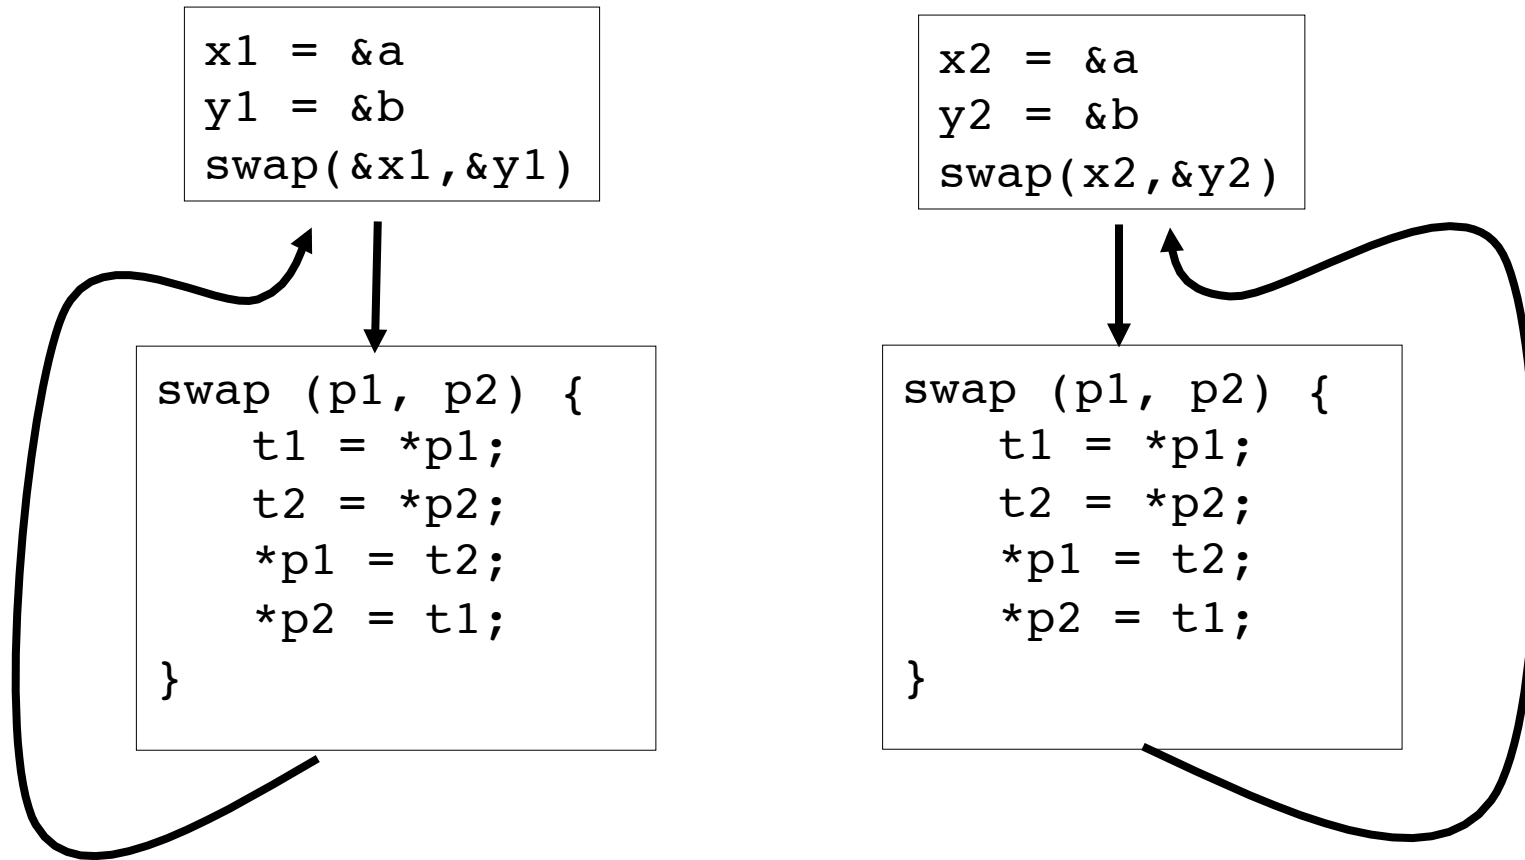 x1 = &a
y1 = &b
swap(&x1,&y1)
swap (p1, p2) {
t1 = *p1;
t2 = *p2;
*p1 = t2;
*p2 = t1;
}
x2 = &a
y2 = &b
swap(x2,&y2)
swap (p1, p2) {
t1 = *p1;
t2 = *p2;
*p1 = t2;
*p2 = t1;
}